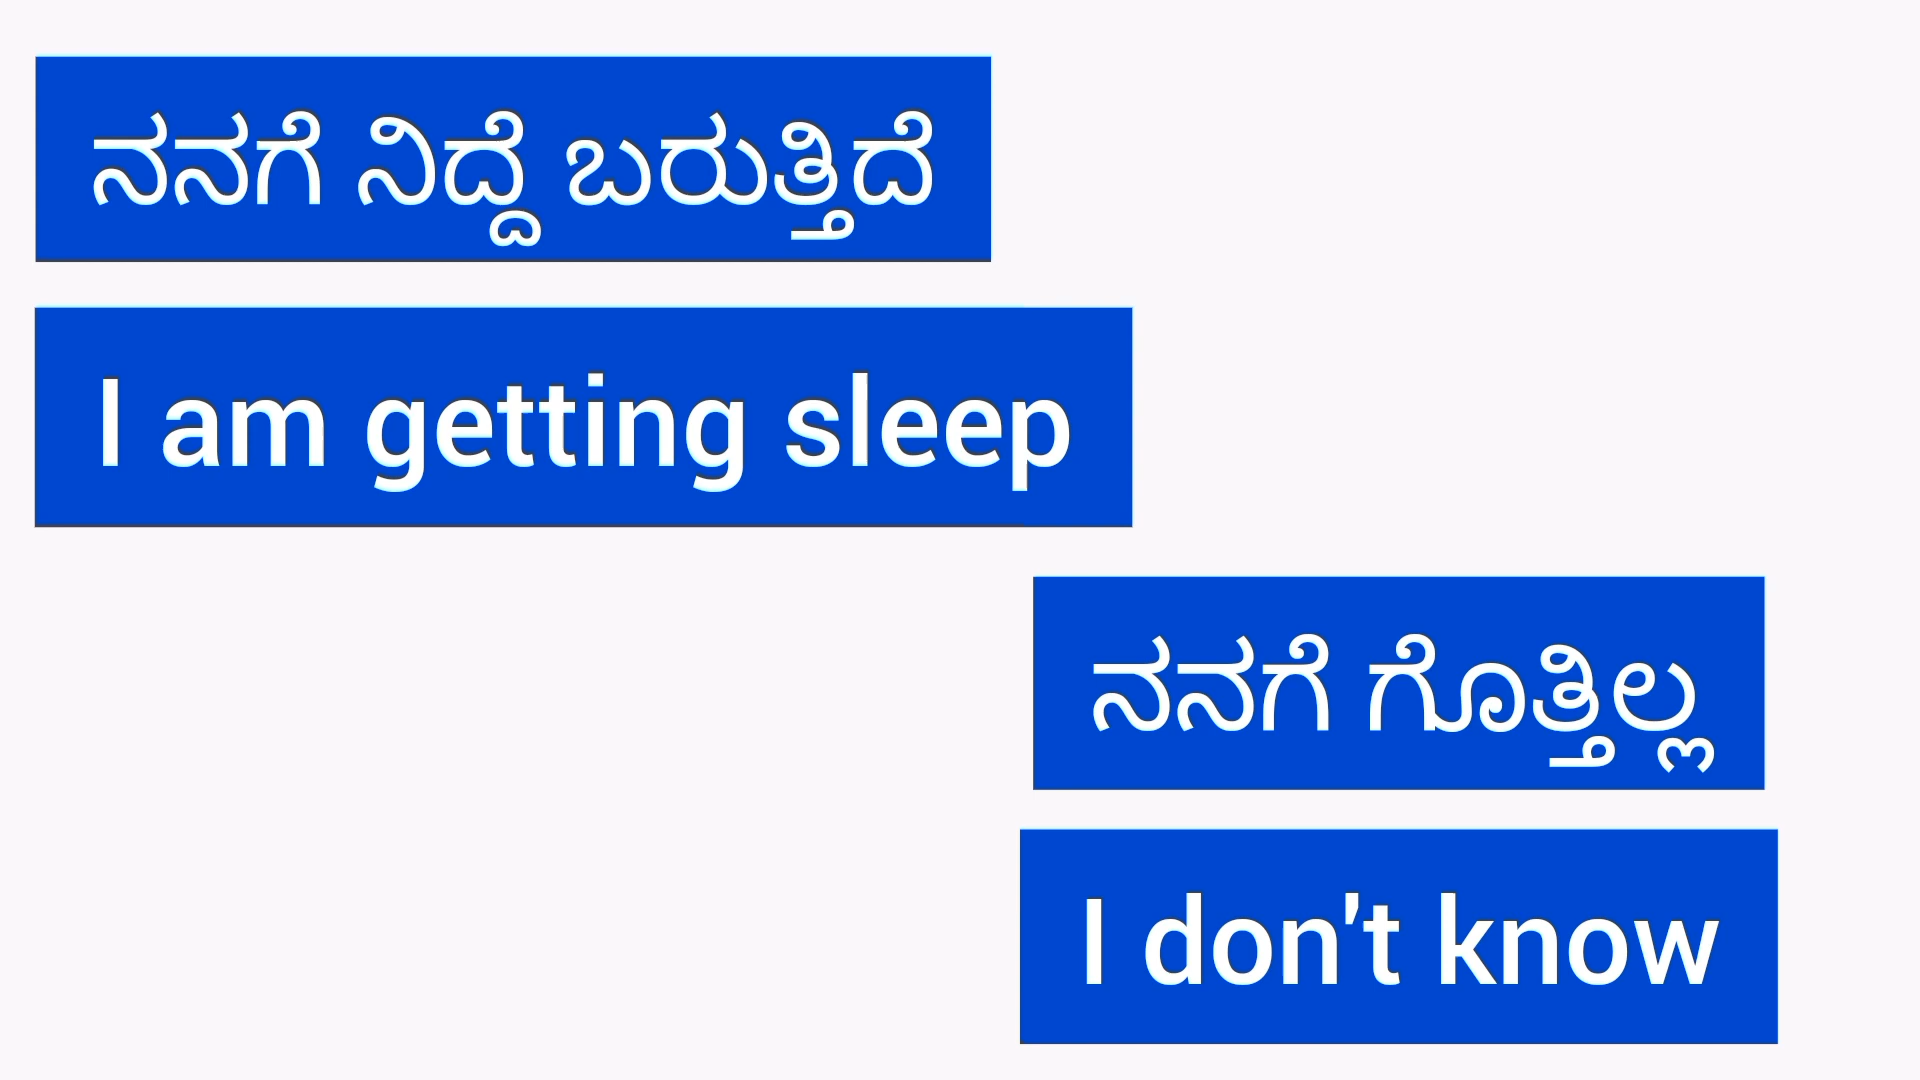 ನನಗೆ ನಿದ್ದೆ ಬರುತ್ತಿದೆ
I am getting sleep
ನನಗೆ ಗೊತ್ತಿಲ್ಲ
I don't know